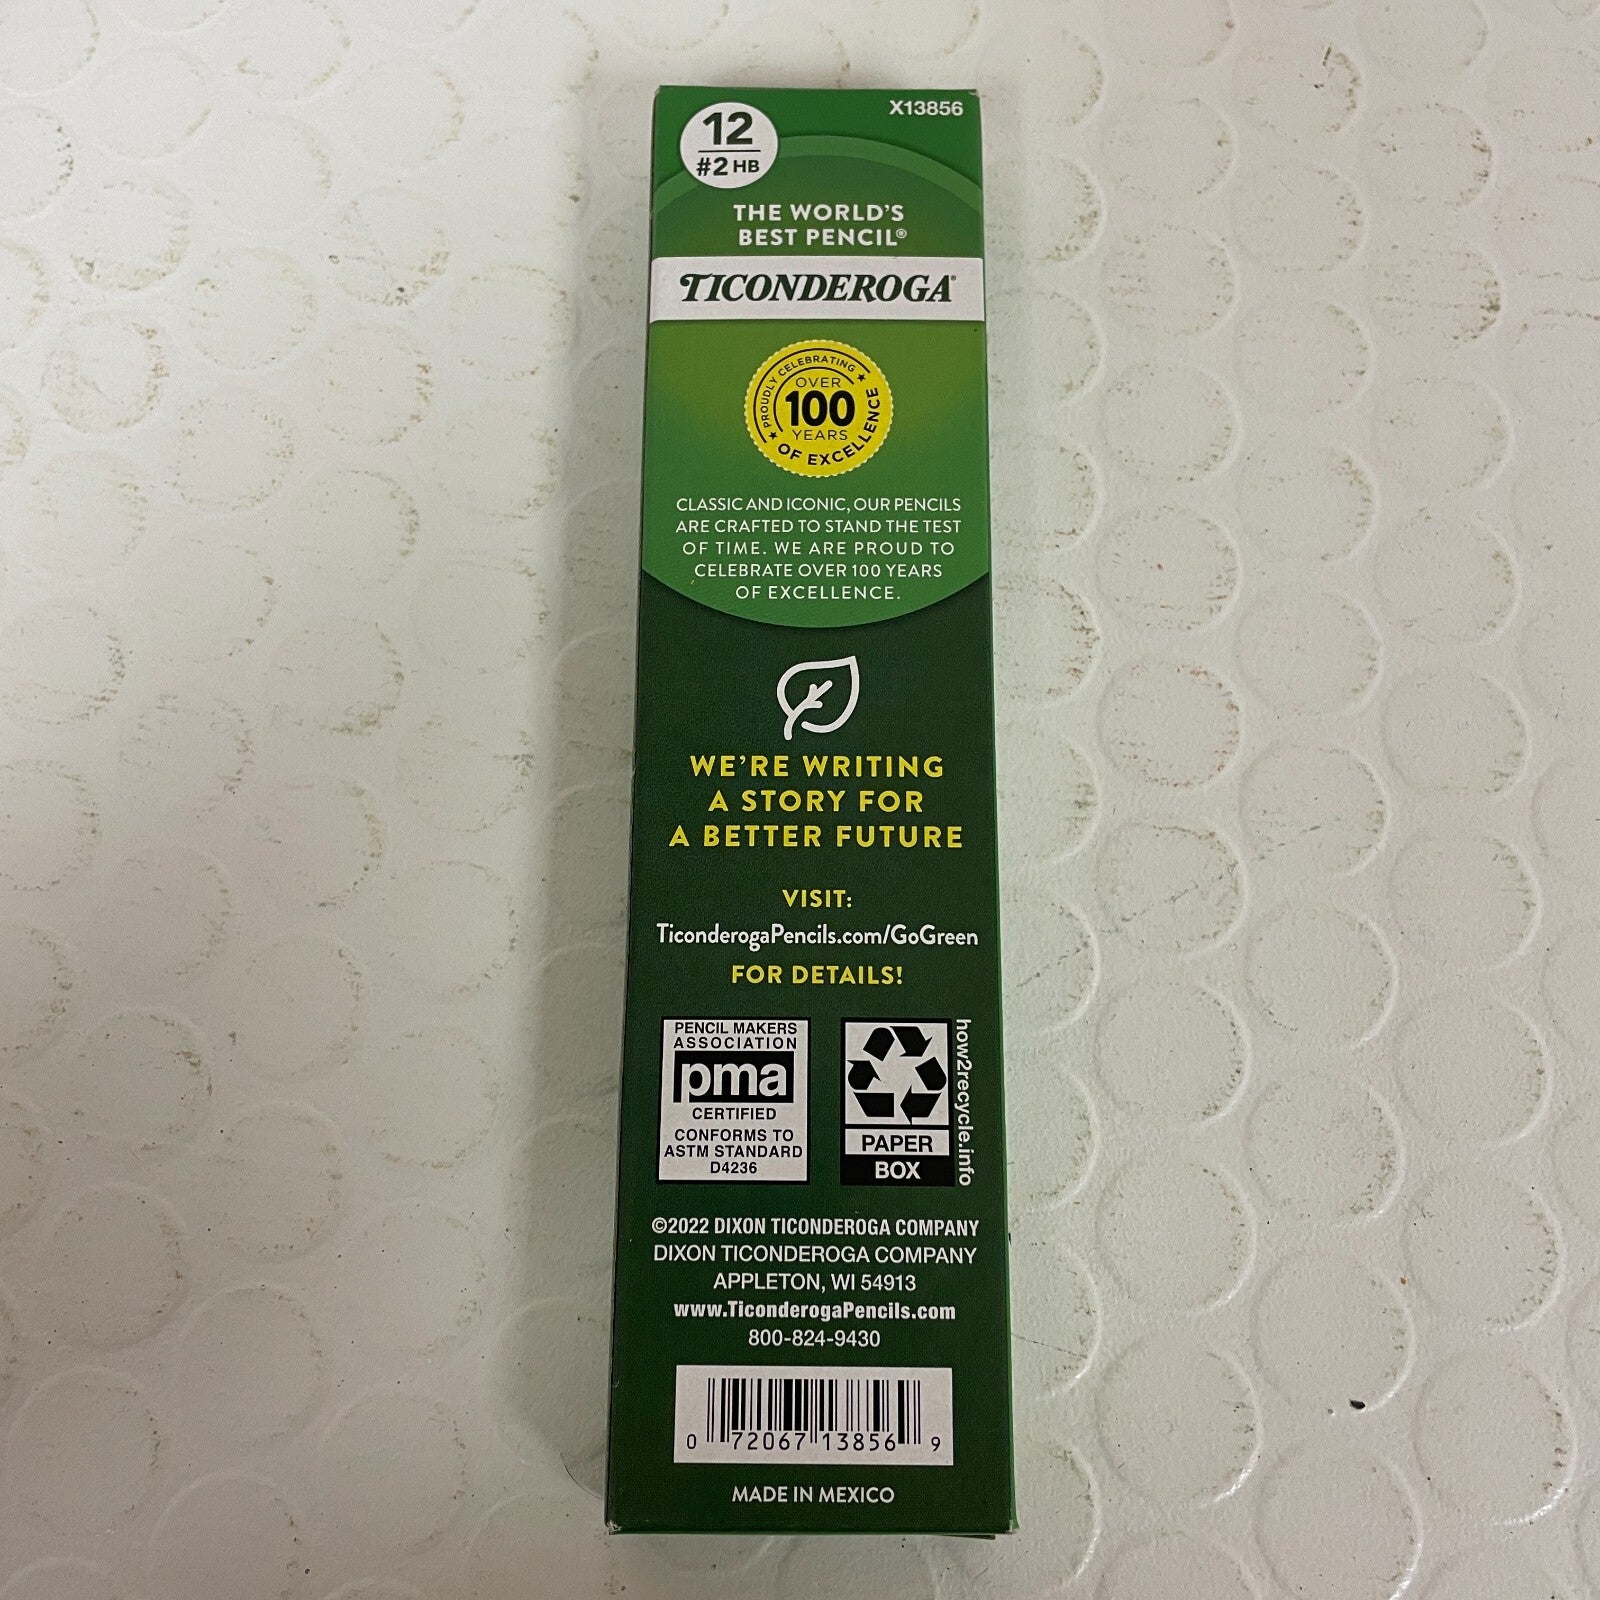 12
#2 HB
X13856
THE WORLD'S
BEST PENCIL®
TICONDEROGA®
PROUDLY CELEBRATING
OVER
100
YEARS
OF EXCELLENCE
CLASSIC AND ICONIC, OUR PENCILS
ARE CRAFTED TO STAND THE TEST
OF TIME. WE ARE PROUD TO
CELEBRATE OVER 100 YEARS
OF EXCELLENCE.
WE'RE WRITING
A STORY FOR
A BETTER FUTURE
VISIT:
TiconderogaPencils.com/GoGreen
FOR DETAILS!
PENCIL MAKERS
ASSOCIATION
pma
CERTIFIED
CONFORMS TO
ASTM STANDARD
D4236
PAPER
BOX
how2recycle.info
©2022 DIXON TICONDEROGA COMPANY
DIXON TICONDEROGA COMPANY
APPLETON, WI 54913
www.TiconderogaPencils.com
800-824-9430
0 72067 13856 9
MADE IN MEXICO